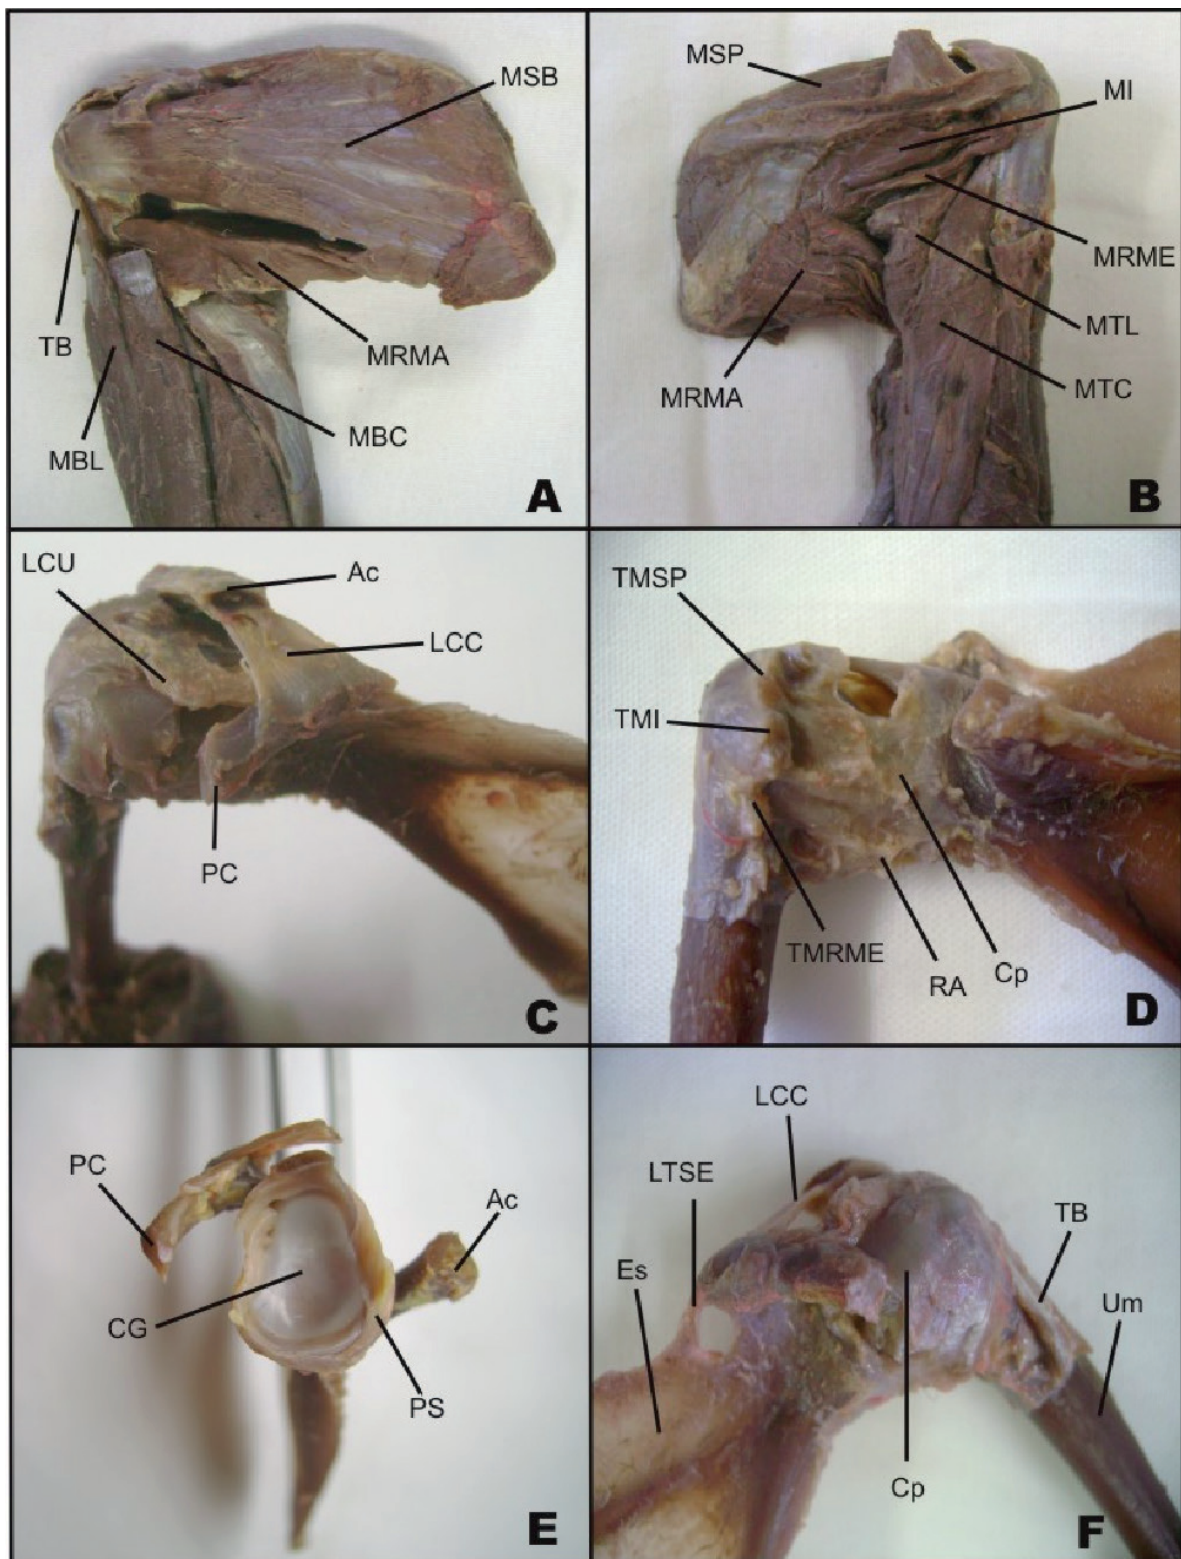 MSB
TB
MRMA
MBL
MBC
A
MSP
MI
MRME
MTL
MRMA
MTC
B
LCU
Ac
LCC
PC
C
TMSP
TMI
TMRME
RA
Cp
D
PC
Ac
CG
PS
E
LCC
LTSE
TB
Es
Um
Cp
F